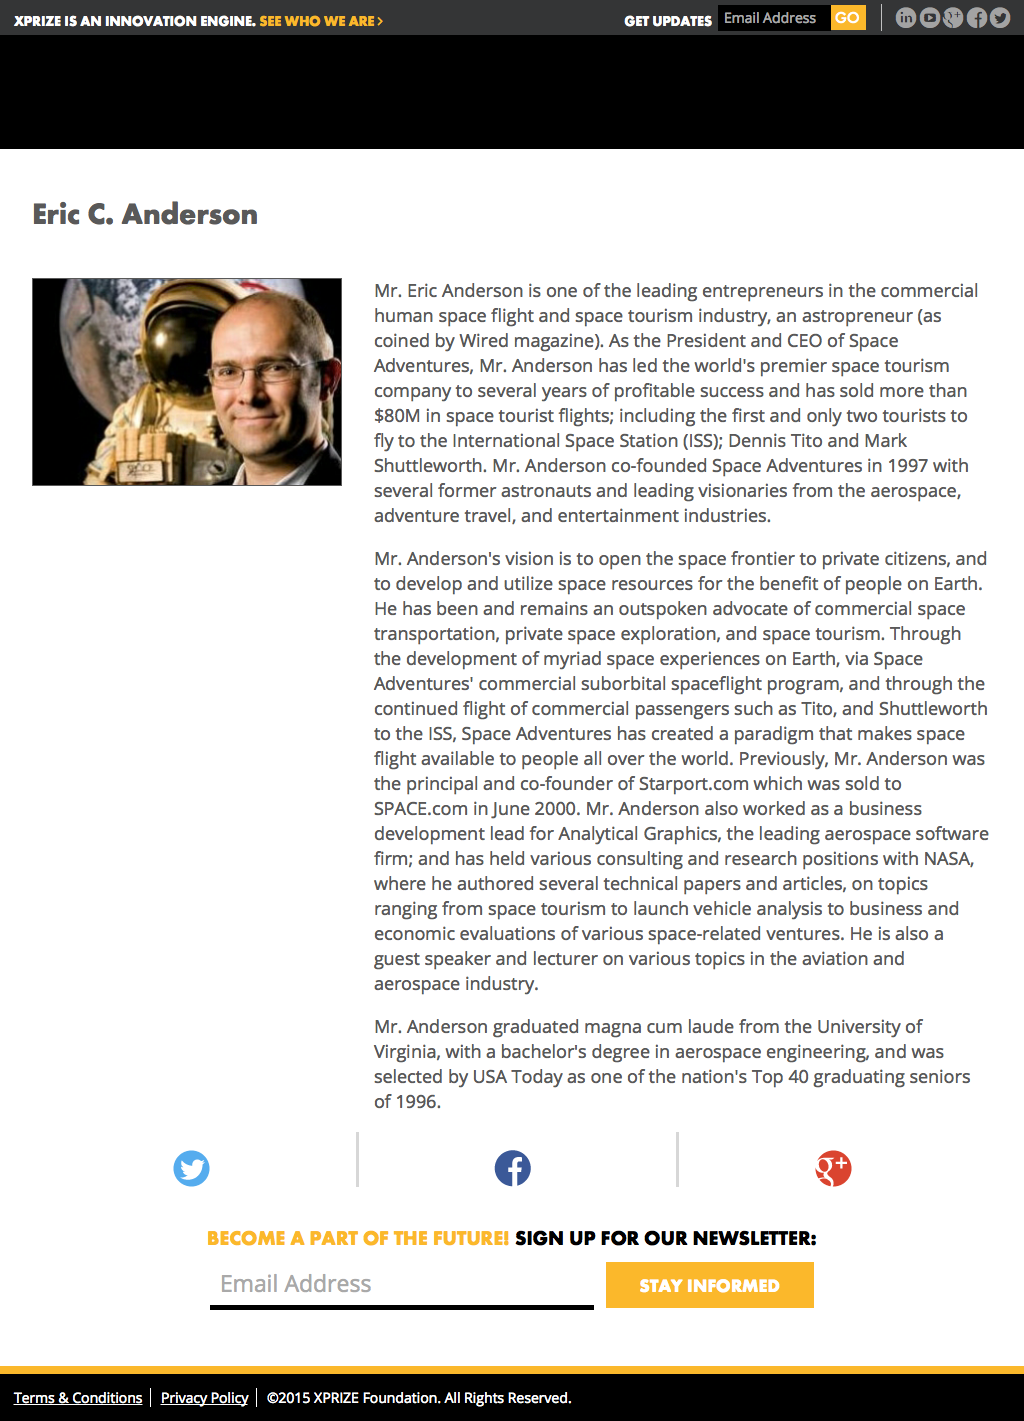 XPRIZE IS AN INNOVATION ENGINE. SEE WHO WE ARE >
GET UPDATES Email Address GO
Eric C. Anderson
Mr. Eric Anderson is one of the leading entrepreneurs in the commercial
human space flight and space tourism industry, an astropreneur (as
coined by Wired magazine). As the President and CEO of Space
Adventures, Mr. Anderson has led the world's premier space tourism
company to several years of profitable success and has sold more than
$80M in space tourist flights; including the first and only two tourists to
fly to the International Space Station (ISS); Dennis Tito and Mark
Shuttleworth. Mr. Anderson co-founded Space Adventures in 1997 with
several former astronauts and leading visionaries from the aerospace,
adventure travel, and entertainment industries.
Mr. Anderson's vision is to open the space frontier to private citizens, and
to develop and utilize space resources for the benefit of people on Earth.
He has been and remains an outspoken advocate of commercial space
transportation, private space exploration, and space tourism. Through
the development of myriad space experiences on Earth, via Space
Adventures' commercial suborbital spaceflight program, and through the
continued flight of commercial passengers such as Tito, and Shuttleworth
to the ISS, Space Adventures has created a paradigm that makes space
flight available to people all over the world. Previously, Mr. Anderson was
the principal and co-founder of Starport.com which was sold to
SPACE.com in June 2000. Mr. Anderson also worked as a business
development lead for Analytical Graphics, the leading aerospace software
firm; and has held various consulting and research positions with NASA,
where he authored several technical papers and articles, on topics
ranging from space tourism to launch vehicle analysis to business and
economic evaluations of various space-related ventures. He is also a
guest speaker and lecturer on various topics in the aviation and
aerospace industry.
Mr. Anderson graduated magna cum laude from the University of
Virginia, with a bachelor's degree in aerospace engineering, and was
selected by USA Today as one of the nation's Top 40 graduating seniors
of 1996.
BECOME A PART OF THE FUTURE! SIGN UP FOR OUR NEWSLETTER:
Email Address
STAY INFORMED
Terms & Conditions
Privacy Policy
©2015 XPRIZE Foundation. All Rights Reserved.